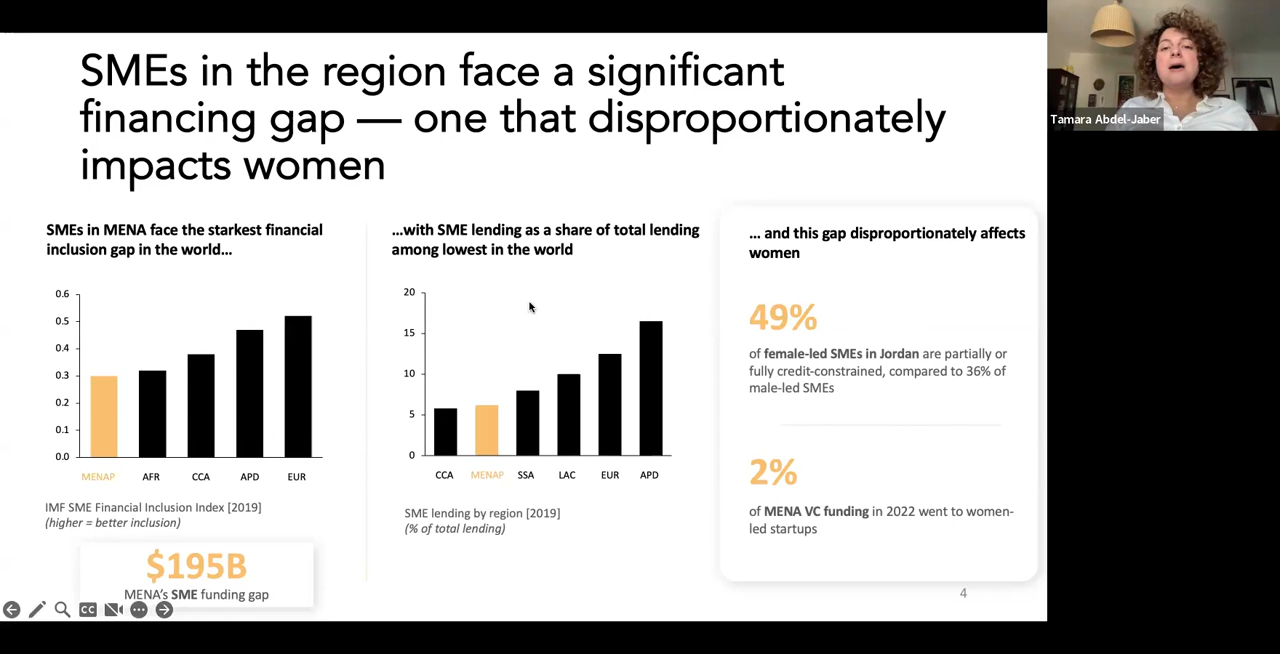 SMEs in the region face a significant
financing gap — one that disproportionately
impacts women
Tamara Abdel-Jaber
SMEs in MENA face the starkest financial
inclusion gap in the world...
0.6
0.5
0.4
0.3
0.2
0.1
0.0
MENAP AFR CCA APD EUR
IMF SME Financial Inclusion Index [2019]
(higher = better inclusion)
$195B
MENA's SME funding gap
...with SME lending as a share of total lending
among lowest in the world
20
15
10
5
0
CCA MENAP SSA LAC EUR APD
SME lending by region [2019]
(% of total lending)
... and this gap disproportionately affects
women
49%
of female-led SMEs in Jordan are partially or
fully credit-constrained, compared to 36% of
male-led SMEs
2%
of MENA VC funding in 2022 went to women-
led startups
4
CC